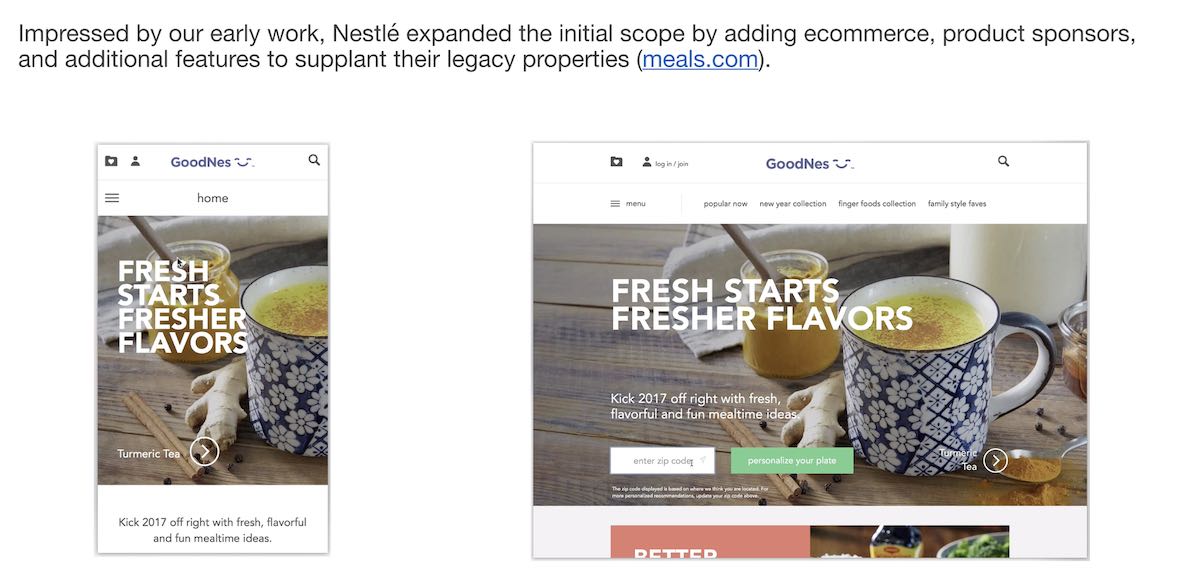 Impressed by our early work, Nestlé expanded the initial scope by adding ecommerce, product sponsors,
and additional features to supplant their legacy properties (meals.com).
GoodNes
home
FRESH
STARTS
FRESHER
FLAVORS
Turmeric Tea
Kick 2017 off right with fresh, flavorful
and fun mealtime ideas.
log in / join
GoodNes
menu
popular now
new year collection
finger foods collection
family style faves
FRESH STARTS
FRESHER FLAVORS
Kick 2017 off right with fresh,
flavorful and fun mealtime ideas.
enter zip code
personalize your plate
Turmeric
Tea
The zip code displayed is based on where we think you are located. For
more personalized recommendations, update your zip code above.
BETTER